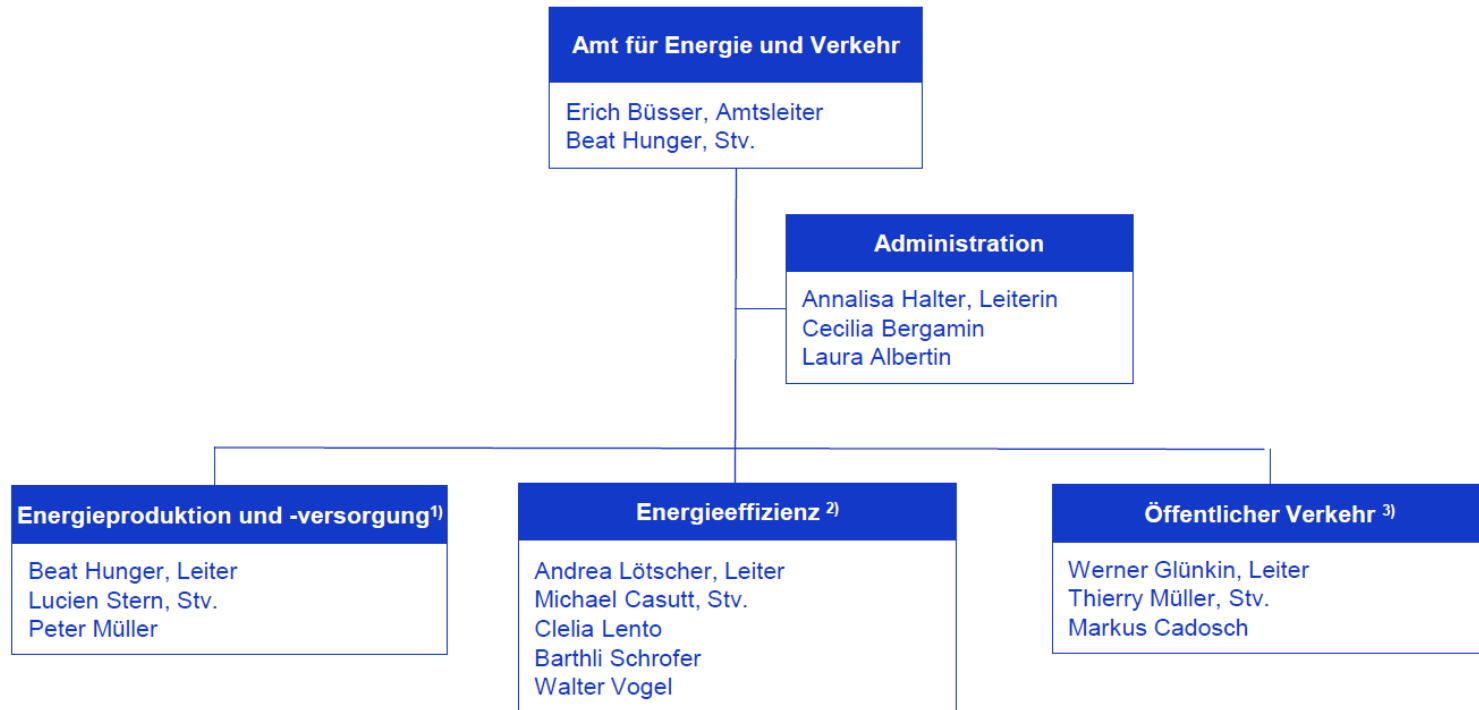 Amt für Energie und Verkehr
Erich Büsser, Amtsleiter
Beat Hunger, Stv.
Administration
Annalisa Halter, Leiterin
Cecilia Bergamin
Laura Albertin
Energieproduktion und -versorgung1)
Beat Hunger, Leiter
Lucien Stern, Stv.
Peter Müller
Energieeffizienz 2)
Andrea Lötscher, Leiter
Michael Casutt, Stv.
Clelia Lento
Barthli Schrofer
Walter Vogel
Öffentlicher Verkehr 3)
Werner Glünkin, Leiter
Thierry Müller, Stv.
Markus Cadosch